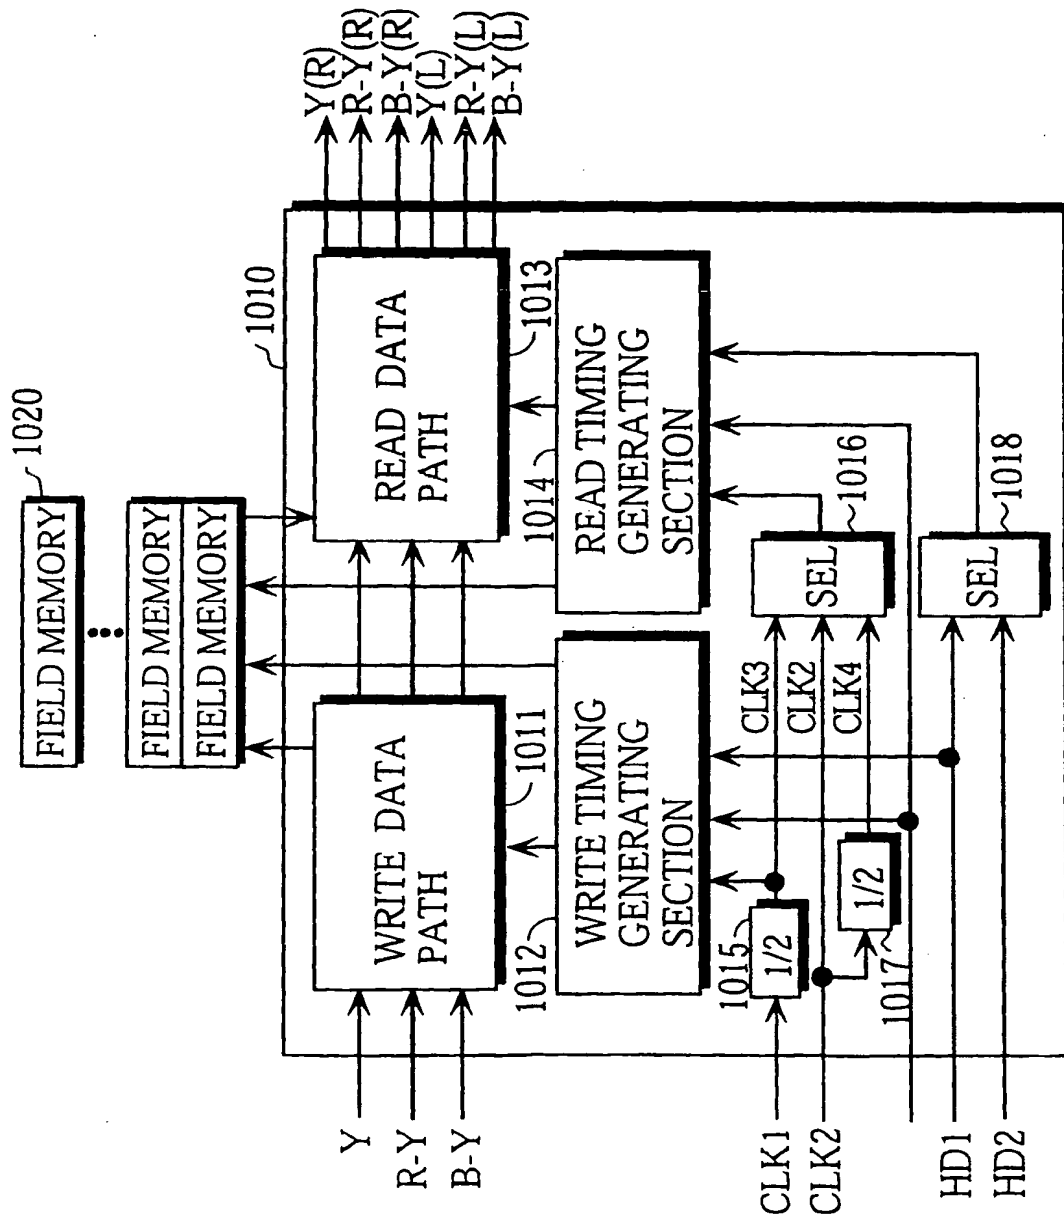 1020
FIELD MEMORY
FIELD MEMORY
FIELD MEMORY
1010
Y
R-Y
B-Y
WRITE DATA
PATH
1011
READ DATA
PATH
1013
Y(R)
R-Y(R)
B-Y(R)
Y(L)
R-Y(L)
B-Y(L)
1012
WRITE TIMING
GENERATING
SECTION
1014
READ TIMING
GENERATING
SECTION
CLK1
1015
1/2
CLK3
CLK2
CLK2
CLK4
SEL
1016
1/2
1017
HD1
HD2
SEL
1018